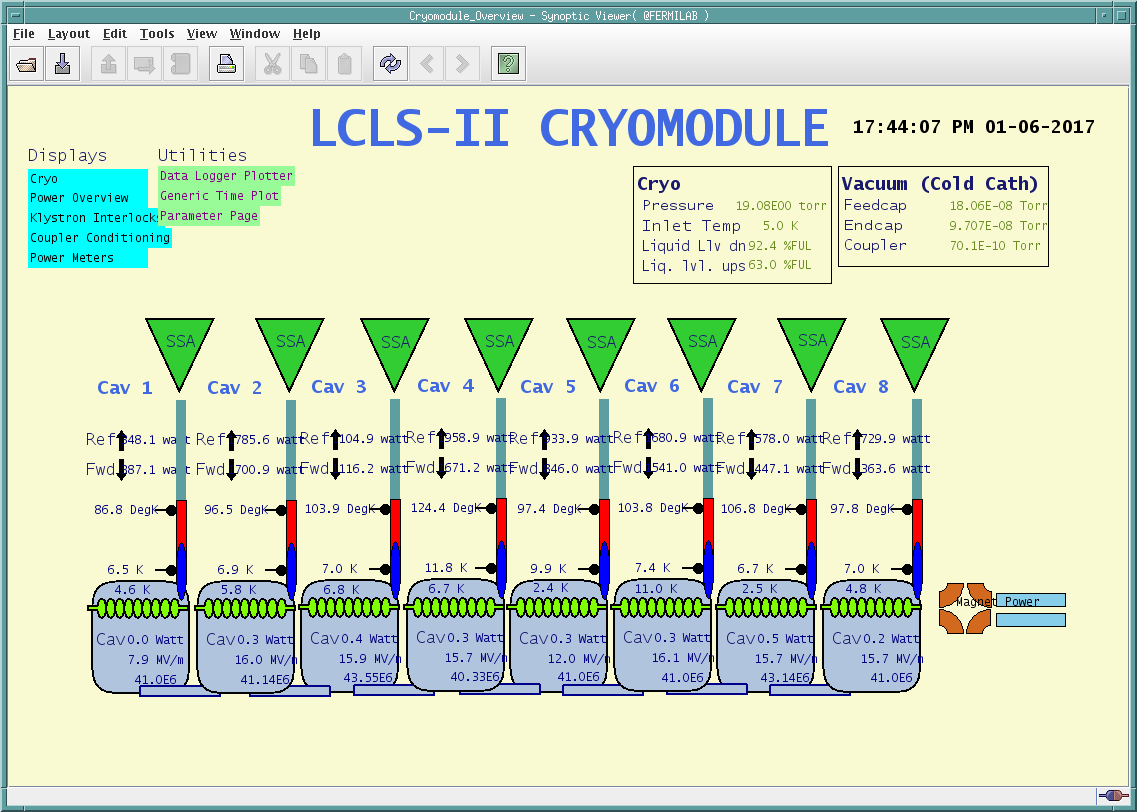 Cryomodule_Overview - Synoptic Viewer( @FERMILAB )
File Layout Edit Tools View Window Help
LCLS-II CRYOMODULE
17:44:07 PM 01-06-2017
Displays
Cryo
Power Overview
Klystron Interlocks
Coupler Conditioning
Power Meters
Utilities
Data Logger Plotter
Generic Time Plot
Parameter Page
Cryo
Pressure 19.08E00 torr
Inlet Temp 5.0 K
Liquid Llv dn 92.4 %FUL
Liq. lvl. ups 63.0 %FUL
Vacuum (Cold Cath)
Feedcap 18.06E-08 Torr
Endcap 9.707E-08 Torr
Coupler 70.1E-10 Torr
SSA SSA SSA SSA SSA SSA SSA SSA
Cav 1 Cav 2 Cav 3 Cav 4 Cav 5 Cav 6 Cav 7 Cav 8
Ref 848.1 watt Ref 785.6 watt Ref 104.9 watt Ref 958.9 watt Ref 933.9 watt Ref 680.9 watt Ref 578.0 watt Ref 729.9 watt
Fwd 887.1 watt Fwd 700.9 watt Fwd 116.2 watt Fwd 671.2 watt Fwd 846.0 watt Fwd 541.0 watt Fwd 447.1 watt Fwd 363.6 watt
86.8 DegK 96.5 DegK 103.9 DegK 124.4 DegK 97.4 DegK 103.8 DegK 106.8 DegK 97.8 DegK
6.5 K 6.9 K 7.0 K 11.8 K 9.9 K 7.4 K 6.7 K 7.0 K
4.6 K 5.8 K 6.8 K 6.7 K 2.4 K 11.0 K 2.5 K 4.8 K
Magnet Power
Cav 0.0 Watt Cav 0.3 Watt Cav 0.4 Watt Cav 0.3 Watt Cav 0.3 Watt Cav 0.3 Watt Cav 0.5 Watt Cav 0.2 Watt
7.9 MV/m 16.0 MV/m 15.9 MV/m 15.7 MV/m 12.0 MV/m 16.1 MV/m 15.7 MV/m 15.7 MV/m
41.0E6 41.14E6 43.55E6 40.33E6 41.0E6 41.0E6 43.14E6 41.0E6